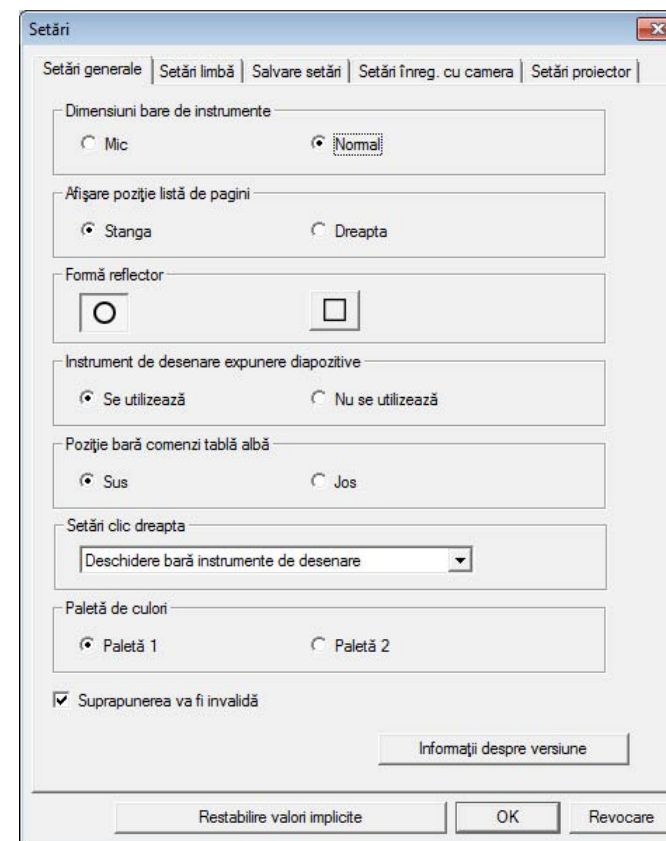 Setări
Setări generale Setări limbă Salvare setări Setări înreg. cu camera Setări proiector
Dimensiuni bare de instrumente
Mic Normal
Afişare poziţie listă de pagini
Stanga Dreapta
Formă reflector
Instrument de desenare expunere diapozitive
Se utilizează Nu se utilizează
Poziţie bară comenzi tablă albă
Sus Jos
Setări clic dreapta
Deschidere bară instrumente de desenare
Paletă de culori
Paletă 1 Paletă 2
Suprapunerea va fi invalidă
Informaţii despre versiune
Restabilire valori implicite OK Revocare